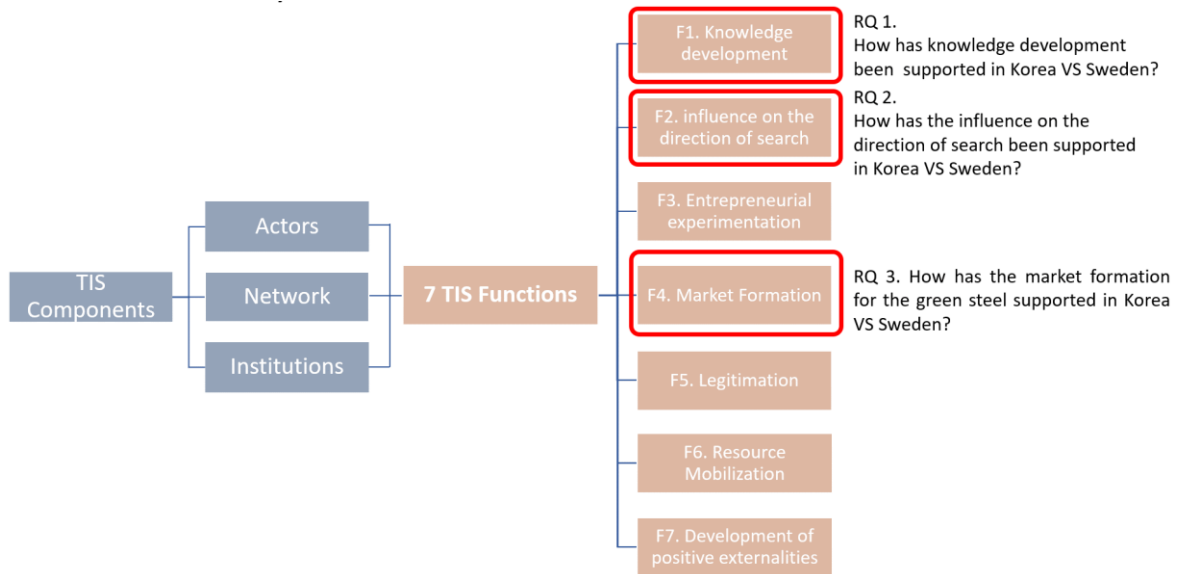 TIS
Components
Actors
Network
Institutions
7 TIS Functions
F1. Knowledge
development
F2. influence on the
direction of search
F3. Entrepreneurial
experimentation
F4. Market Formation
F5. Legitimation
F6. Resource
Mobilization
F7. Development of
positive externalities
RQ 1.
How has knowledge development
been supported in Korea VS Sweden?
RQ 2.
How has the influence on the
direction of search been supported
in Korea VS Sweden?
RQ 3. How has the market formation
for the green steel supported in Korea
VS Sweden?